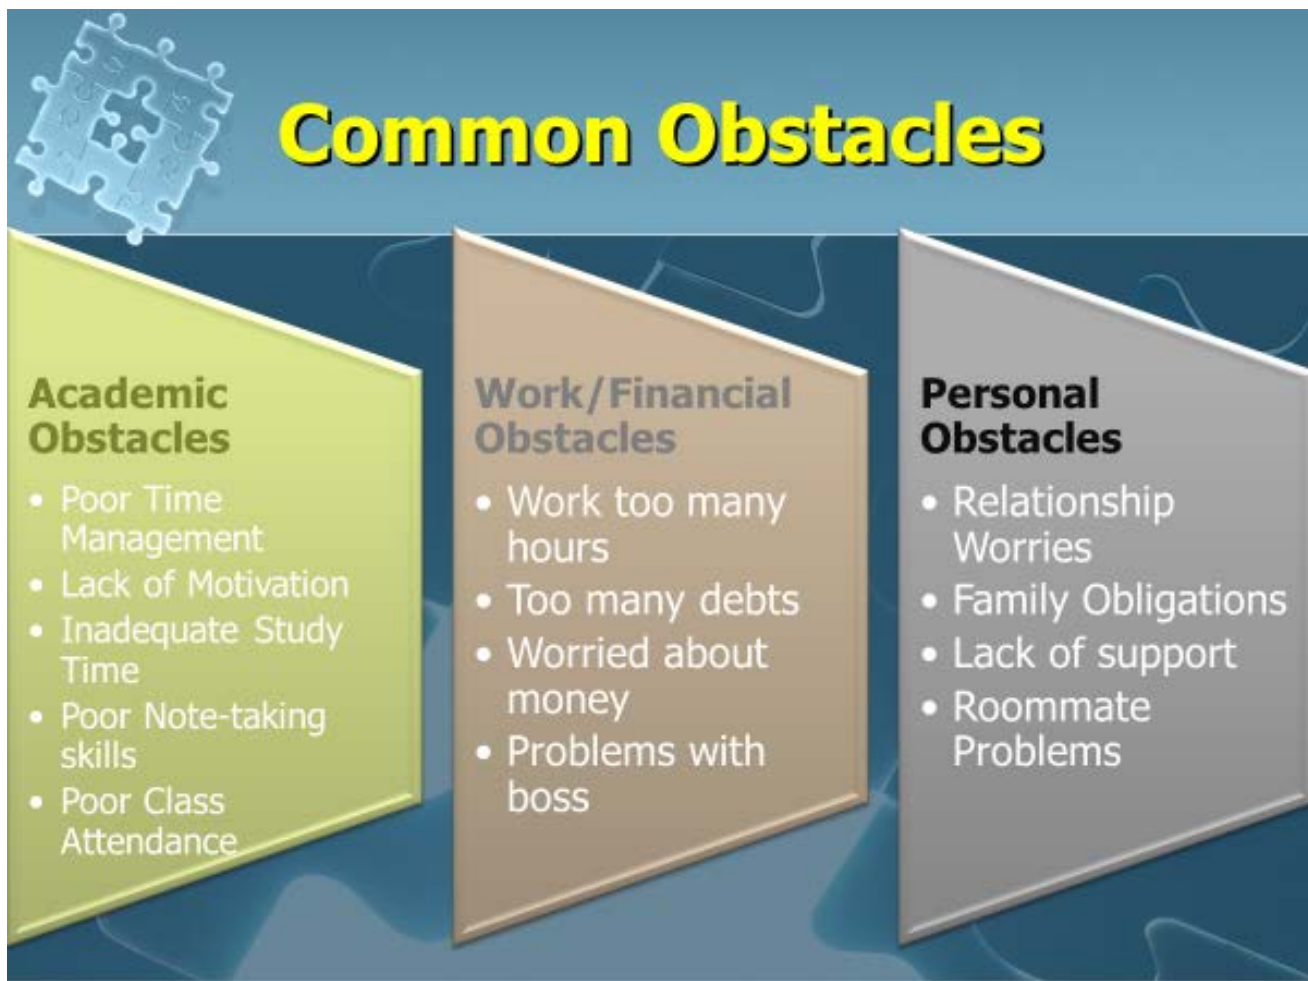 Common Obstacles
Academic
Obstacles
• Poor Time
Management
• Lack of Motivation
• Inadequate Study
Time
• Poor Note-taking
skills
• Poor Class
Attendance
Work/Financial
Obstacles
• Work too many
hours
• Too many debts
• Worried about
money
• Problems with
boss
Personal
Obstacles
• Relationship
Worries
• Family Obligations
• Lack of support
• Roommate
Problems